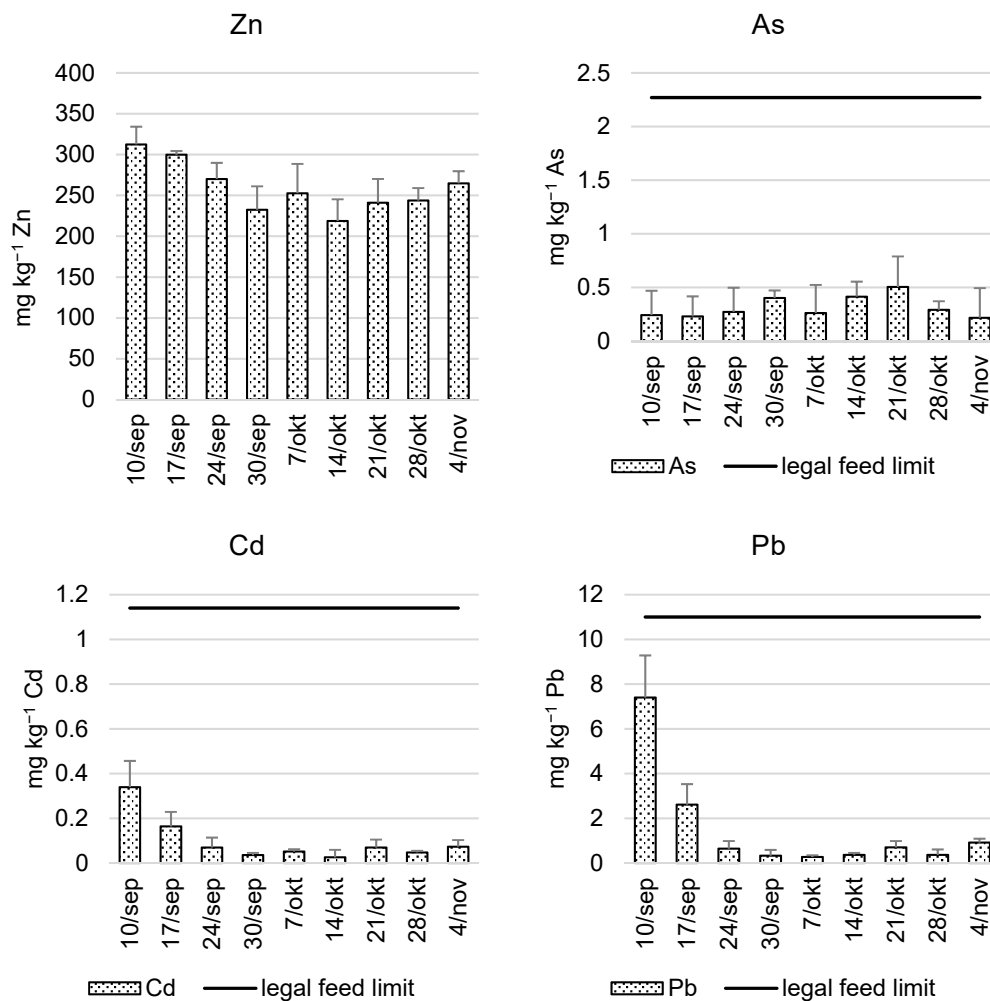 Zn
400
350
300
250
200
150
100
50
0
mg kg⁻¹ Zn
10/sep
17/sep
24/sep
30/sep
7/okt
14/okt
21/okt
28/okt
4/nov
As
2.5
2
1.5
1
0.5
0
mg kg⁻¹ As
10/sep
17/sep
24/sep
30/sep
7/okt
14/okt
21/okt
28/okt
4/nov
As legal feed limit
Cd
1.2
1
0.8
0.6
0.4
0.2
0
mg kg⁻¹ Cd
10/sep
17/sep
24/sep
30/sep
7/okt
14/okt
21/okt
28/okt
4/nov
Cd legal feed limit
Pb
12
10
8
6
4
2
0
mg kg⁻¹ Pb
10/sep
17/sep
24/sep
30/sep
7/okt
14/okt
21/okt
28/okt
4/nov
Pb legal feed limit